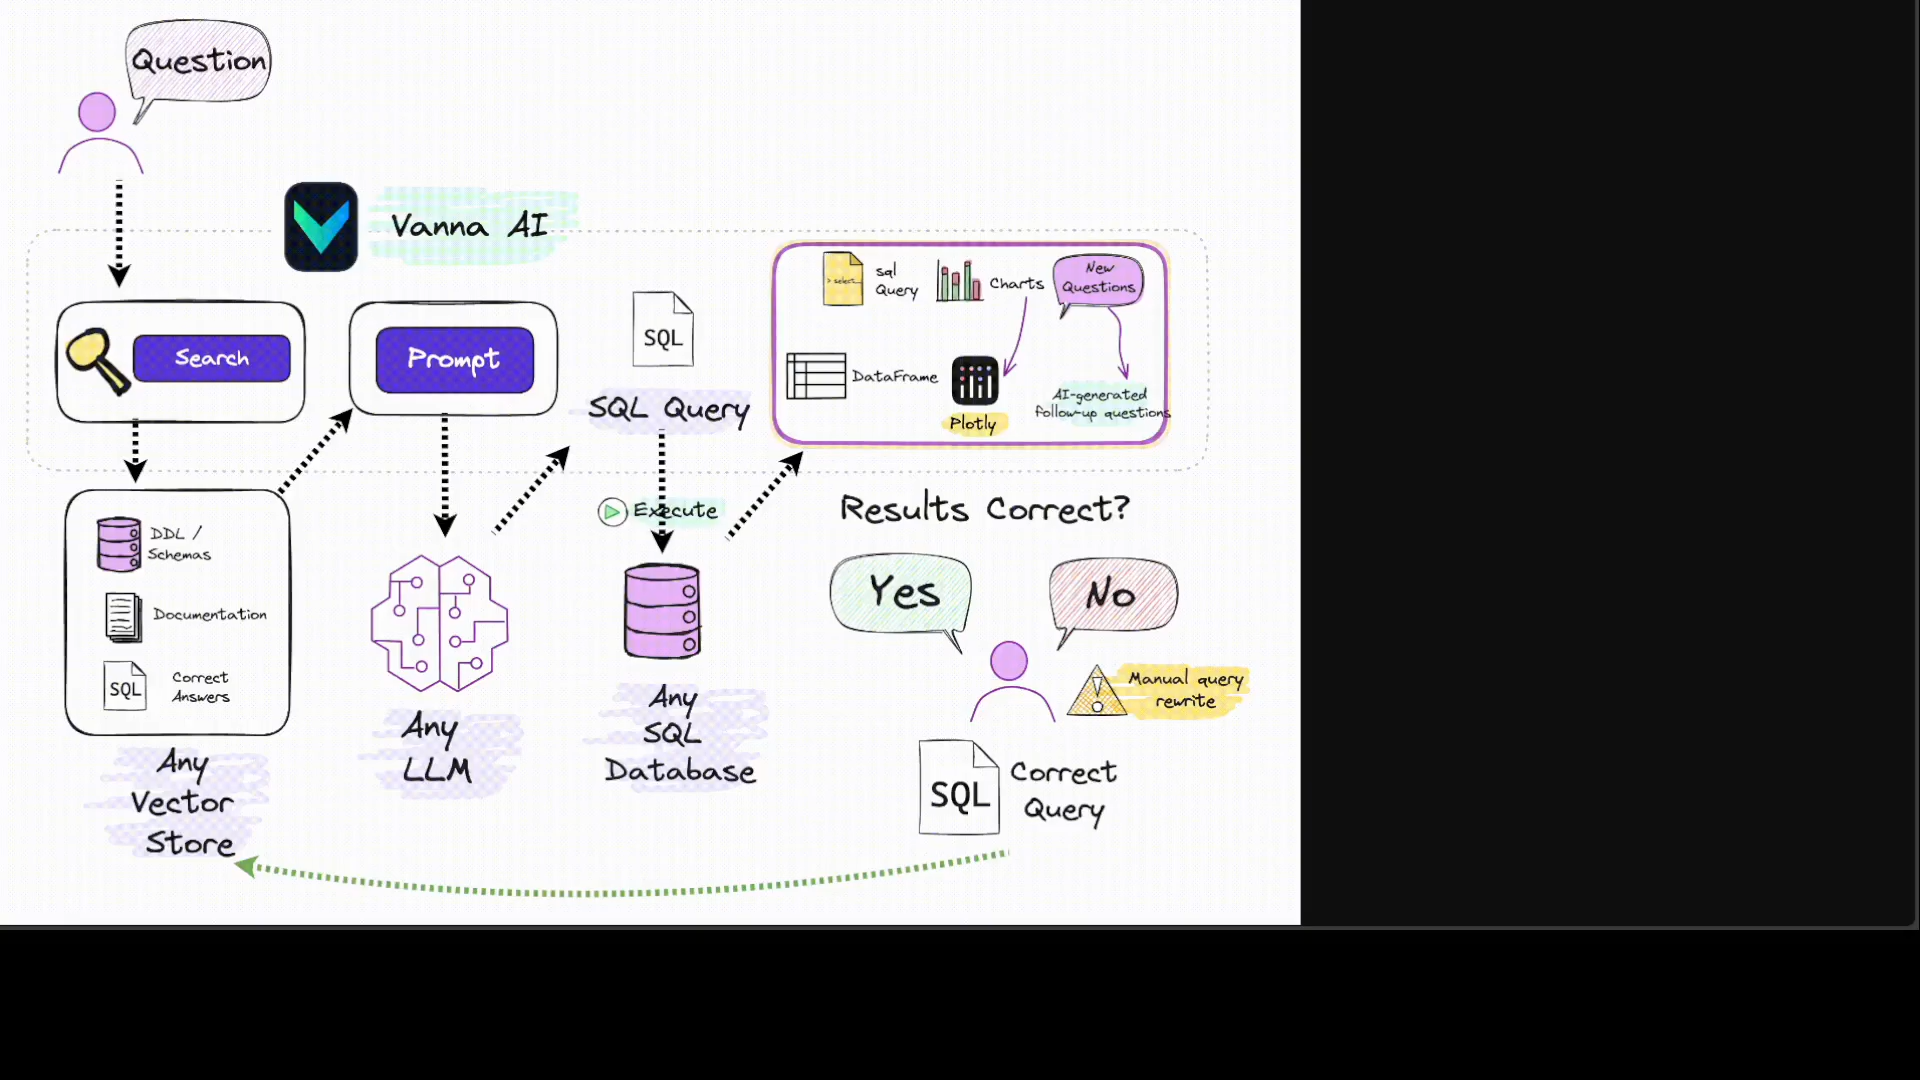 Question
Vanna AI
Search
Prompt
SQL
SQL Query
> select...
sql
Query
Charts
New
Questions
DataFrame
Plotly
AI-generated
follow-up questions
Execute
DDL /
Schemas
Documentation
SQL
Correct
Answers
Any
Vector
Store
Any
LLM
Any
SQL
Database
Results Correct?
Yes
No
Manual query
rewrite
SQL
Correct
Query